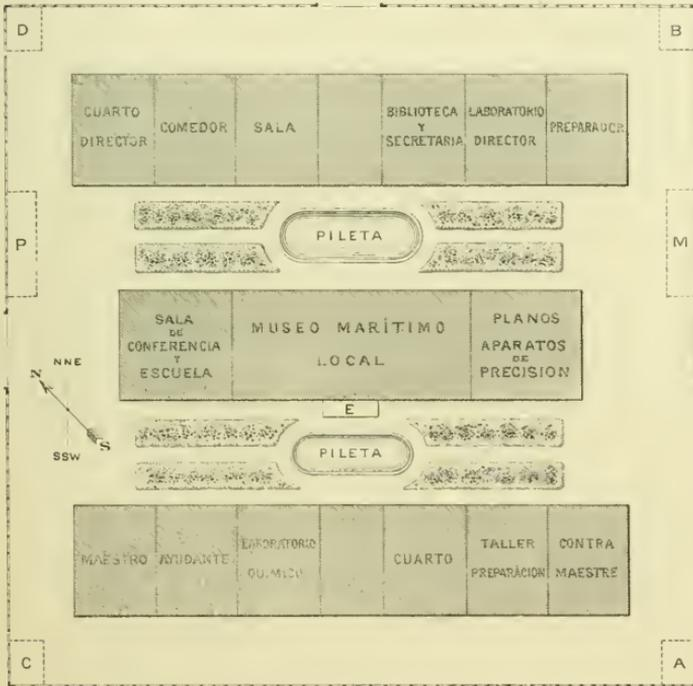 D
B
CUARTO
DIRECTOR
COMEDOR
SALA
BIBLIOTECA
Y
SECRETARIA
LABORATORIO
DIRECTOR
PREPARADOR
P
PILETA
M
SALA
DE
CONFERENCIA
Y
ESCUELA
MUSEO MARÍTIMO
LOCAL
PLANOS
APARATOS
DE
PRECISION
NNE
N
S
SSW
E
PILETA
MAESTRO
AYUDANTE
LABORATORIO
QUIMICO
CUARTO
TALLER
PREPARACION
CONTRA
MAESTRE
C
A